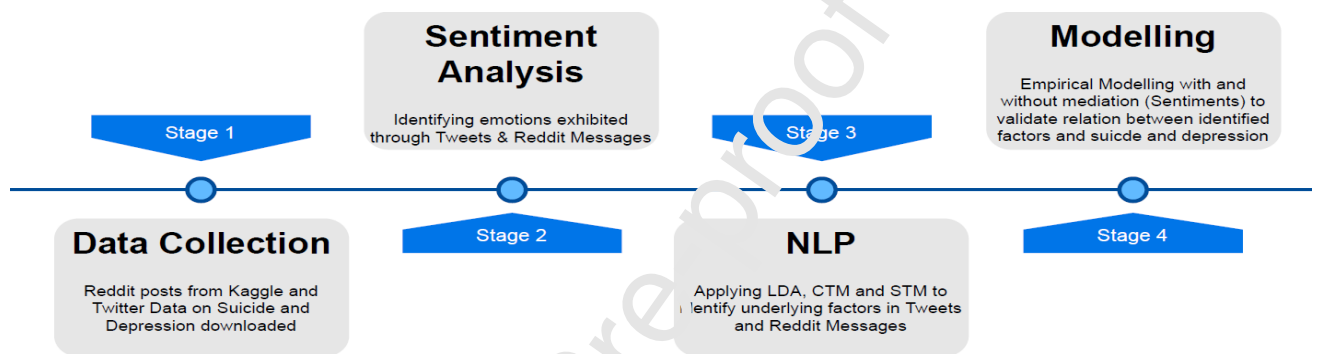 Stage 1
Data Collection
Reddit posts from Kaggle and
Twitter Data on Suicide and
Depression downloaded
Sentiment
Analysis
Identifying emotions exhibited
through Tweets & Reddit Messages
Stage 2
Stage 3
NLP
Applying LDA, CTM and STM to
identify underlying factors in Tweets
and Reddit Messages
Modelling
Empirical Modelling with and
without mediation (Sentiments) to
validate relation between identified
factors and suicde and depression
Stage 4